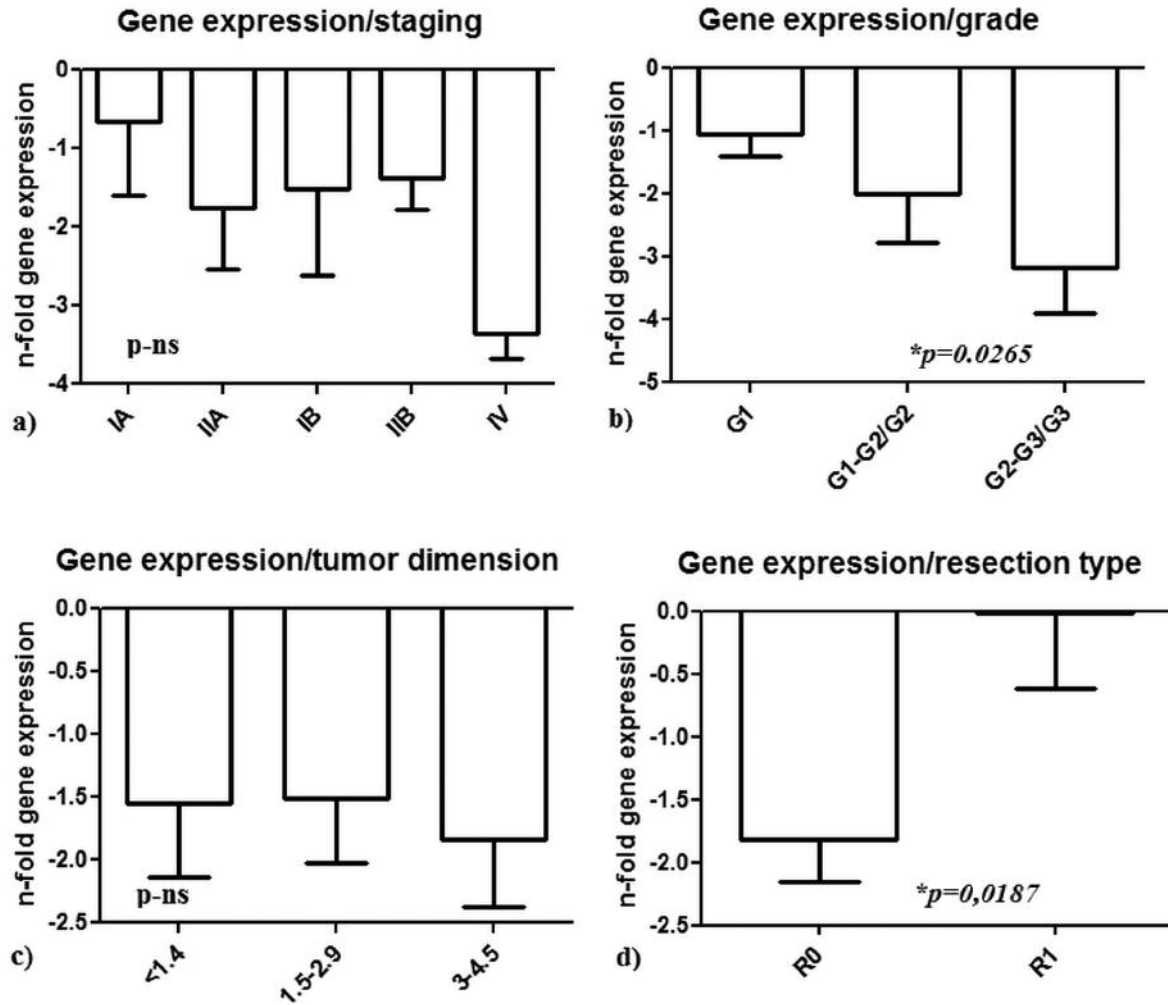 Gene expression/staging
n-fold gene expression
0
-1
-2
-3
-4
p-ns
a)
IA
IIA
IB
IIB
IV
Gene expression/grade
n-fold gene expression
0
-1
-2
-3
-4
-5
*p=0.0265
b)
G1
G1-G2/G2
G2-G3/G3
Gene expression/tumor dimension
n-fold gene expression
0.0
-0.5
-1.0
-1.5
-2.0
-2.5
p-ns
c)
<1.4
1.5-2.9
3-4.5
Gene expression/resection type
n-fold gene expression
0.0
-0.5
-1.0
-1.5
-2.0
-2.5
*p=0,0187
d)
R0
R1